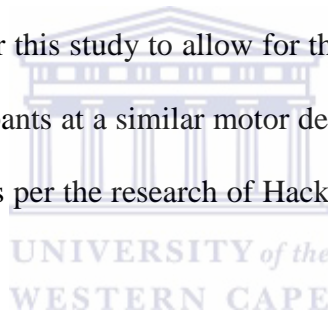 r this study to allow for th
pants at a similar motor de
s per the research of Hack
UNIVERSITY of the
WESTERN CAPE